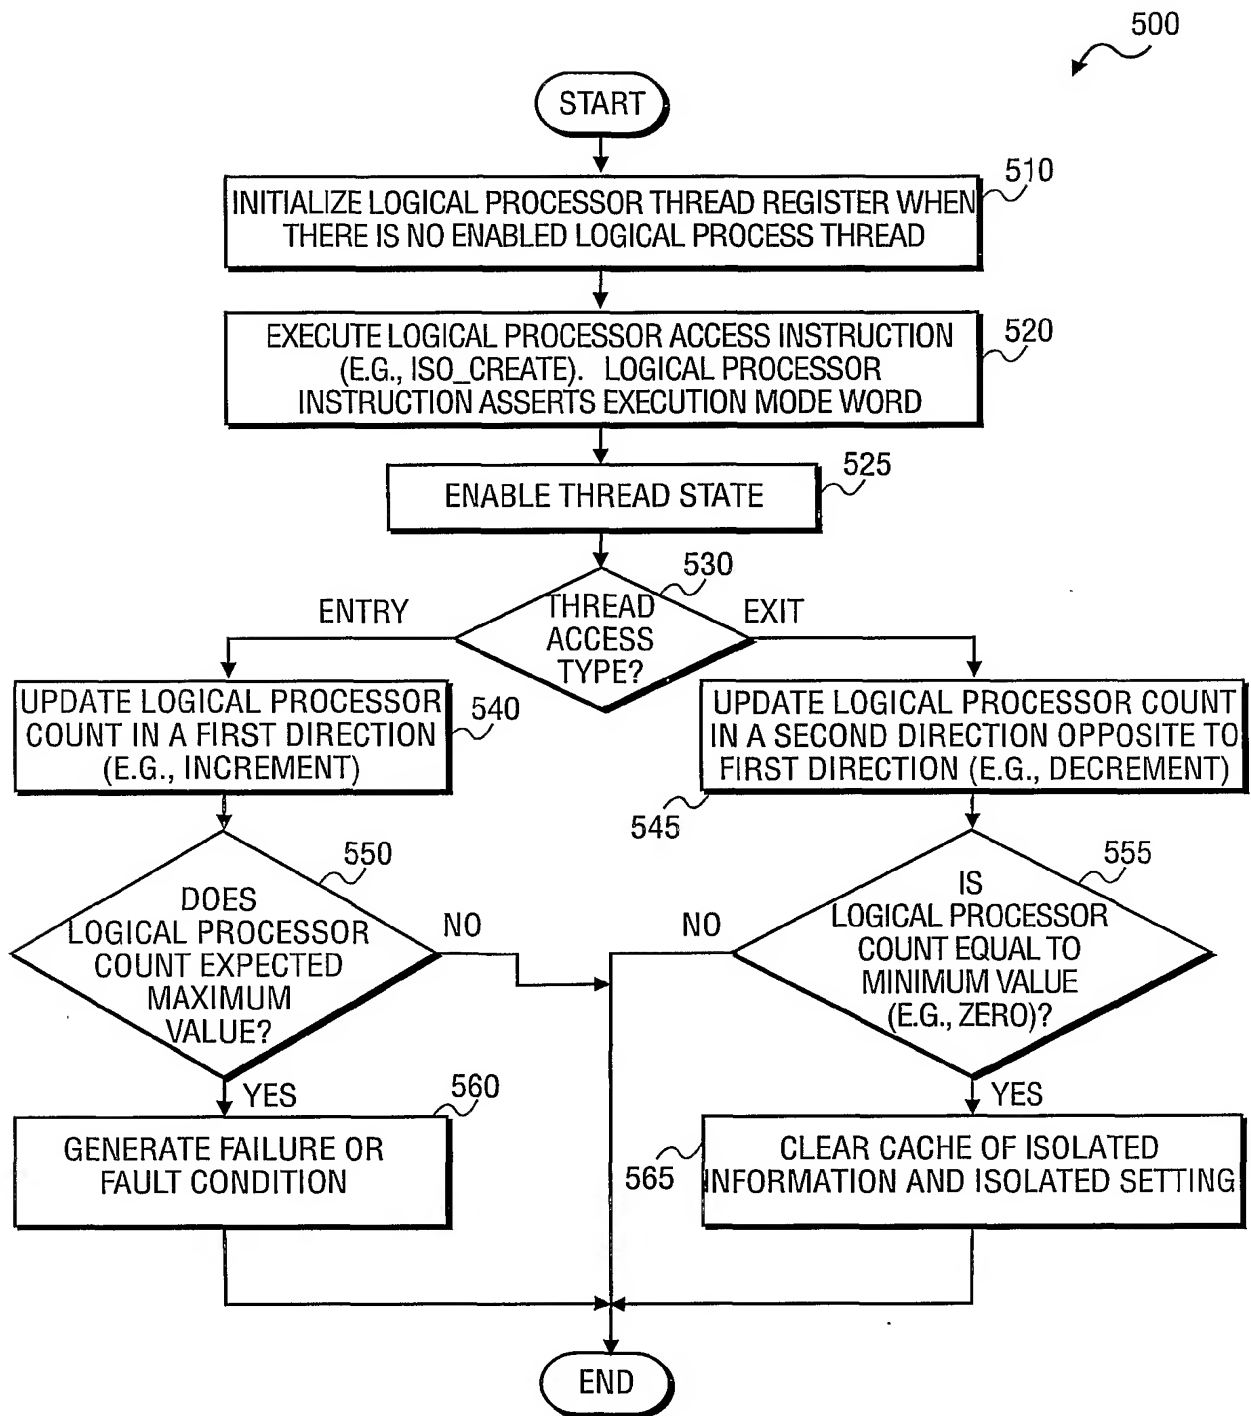 500
START
510
INITIALIZE LOGICAL PROCESSOR THREAD REGISTER WHEN
THERE IS NO ENABLED LOGICAL PROCESS THREAD
EXECUTE LOGICAL PROCESSOR ACCESS INSTRUCTION
(E.G., ISO_CREATE). LOGICAL PROCESSOR
INSTRUCTION ASSERTS EXECUTION MODE WORD
520
ENABLE THREAD STATE
525
530
ENTRY
THREAD
ACCESS
TYPE?
EXIT
UPDATE LOGICAL PROCESSOR
COUNT IN A FIRST DIRECTION
(E.G., INCREMENT)
540
UPDATE LOGICAL PROCESSOR COUNT
IN A SECOND DIRECTION OPPOSITE TO
FIRST DIRECTION (E.G., DECREMENT)
545
550
DOES
LOGICAL PROCESSOR
COUNT EXPECTED
MAXIMUM
VALUE?
NO
YES
555
IS
LOGICAL PROCESSOR
COUNT EQUAL TO
MINIMUM VALUE
(E.G., ZERO)?
NO
YES
560
GENERATE FAILURE OR
FAULT CONDITION
565
CLEAR CACHE OF ISOLATED
INFORMATION AND ISOLATED SETTING
END